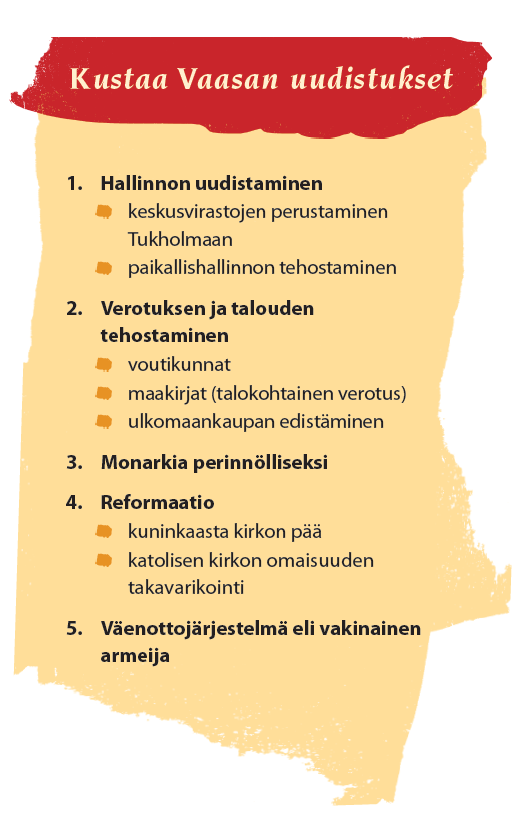 Kustaa Vaasan uudistukset
1. Hallinnon uudistaminen
keskusvirastojen perustaminen
Tukholmaan
paikallishallinnon tehostaminen
2. Verotuksen ja talouden
tehostaminen
voutikunnat
maakirjat (talokohtainen verotus)
ulkomaankaupan edistäminen
3. Monarkia perinnölliseksi
4. Reformaatio
kuninkaasta kirkon pää
katolisen kirkon omaisuuden
takavarikointi
5. Väenottojärjestelmä eli vakinainen
armeija